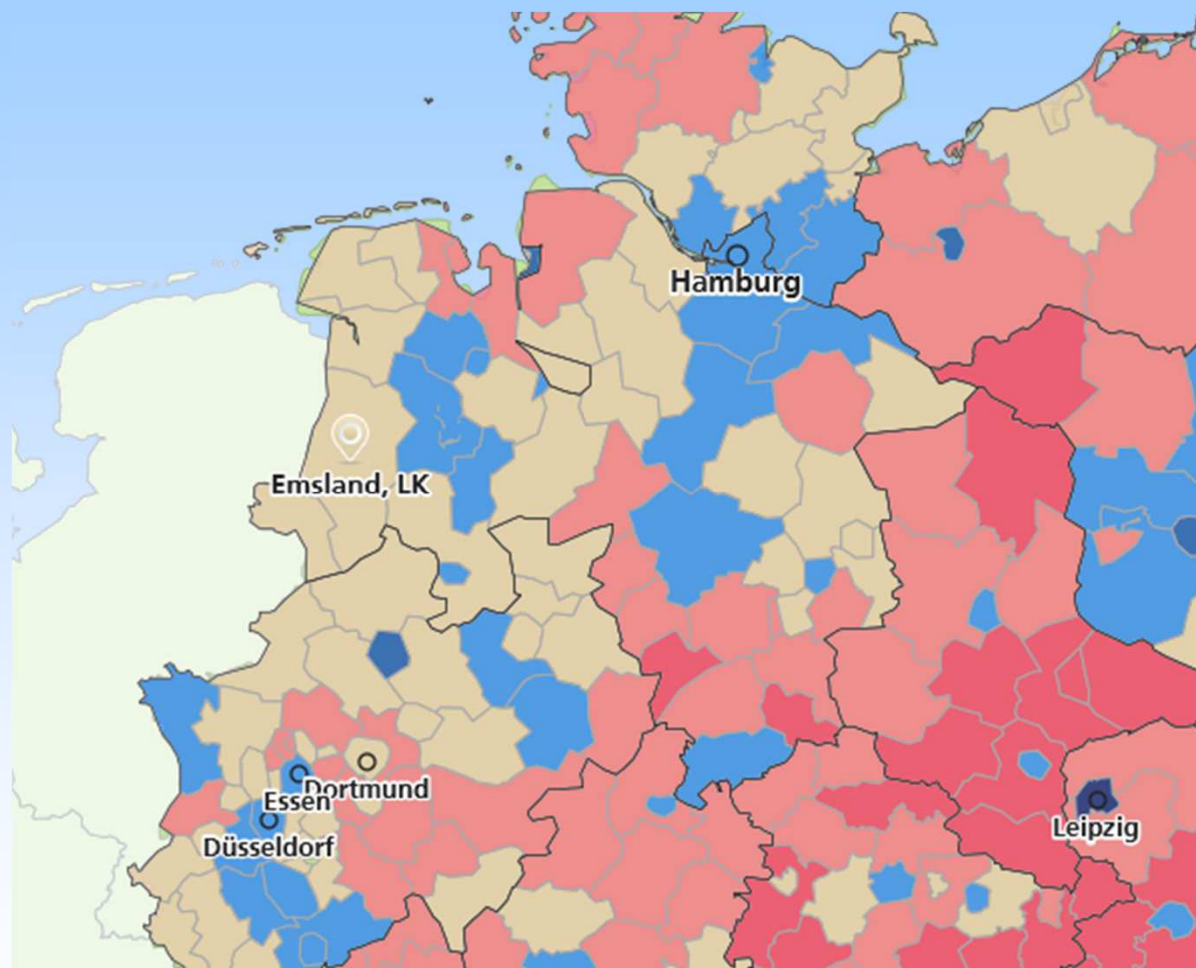 Hamburg
Emsland, LK
Dortmund
Essen
Düsseldorf
Leipzig